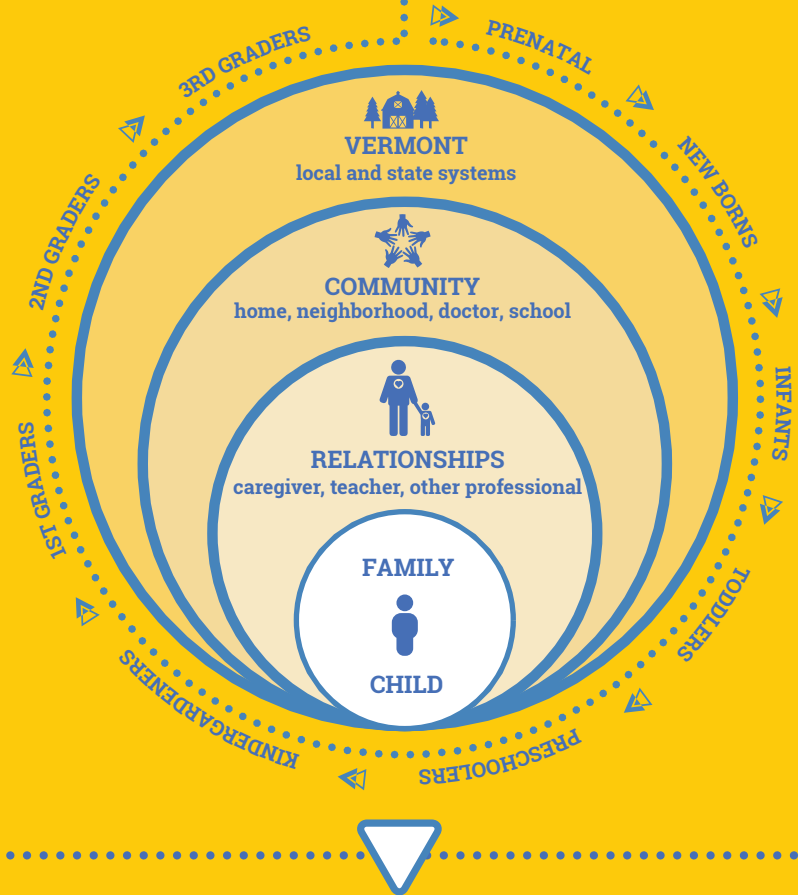 PRENATAL
NEW BORNS
INFANTS
TODDLERS
PRESCHOOLERS
KINDERGARDENERS
1ST GRADERS
2ND GRADERS
3RD GRADERS
VERMONT
local and state systems
COMMUNITY
home, neighborhood, doctor, school
RELATIONSHIPS
caregiver, teacher, other professional
FAMILY
CHILD